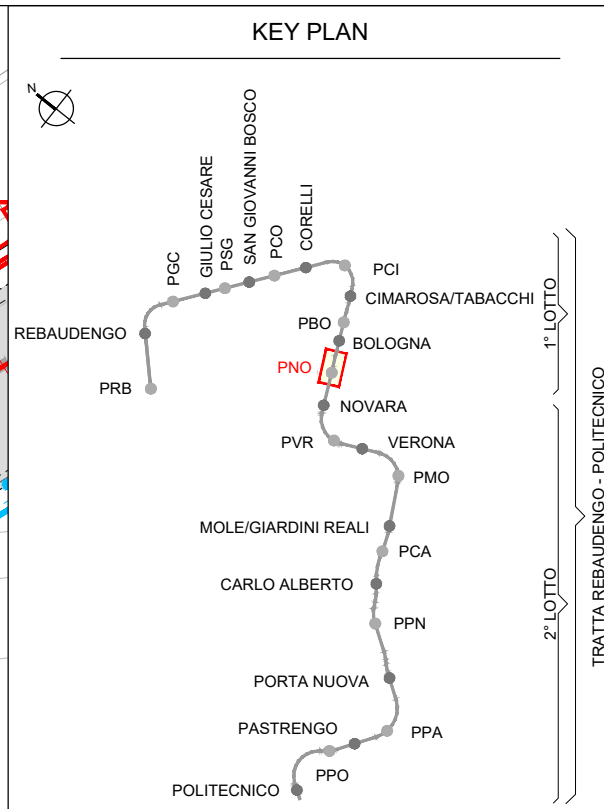 KEY PLAN
N
PGC
GIULIO CESARE
PSG
SAN GIOVANNI BOSCO
PCO
CORELLI
PCI
CIMAROSA/TABACCHI
PBO
BOLOGNA
REBAUDENGO
PNO
PRB
NOVARA
PVR
VERONA
PMO
MOLE/GIARDINI REALI
PCA
CARLO ALBERTO
PPN
PORTA NUOVA
PASTRENGO
PPA
PPO
POLITECNICO
1° LOTTO
2° LOTTO
TRATTA REBAUDENGO - POLITECNICO